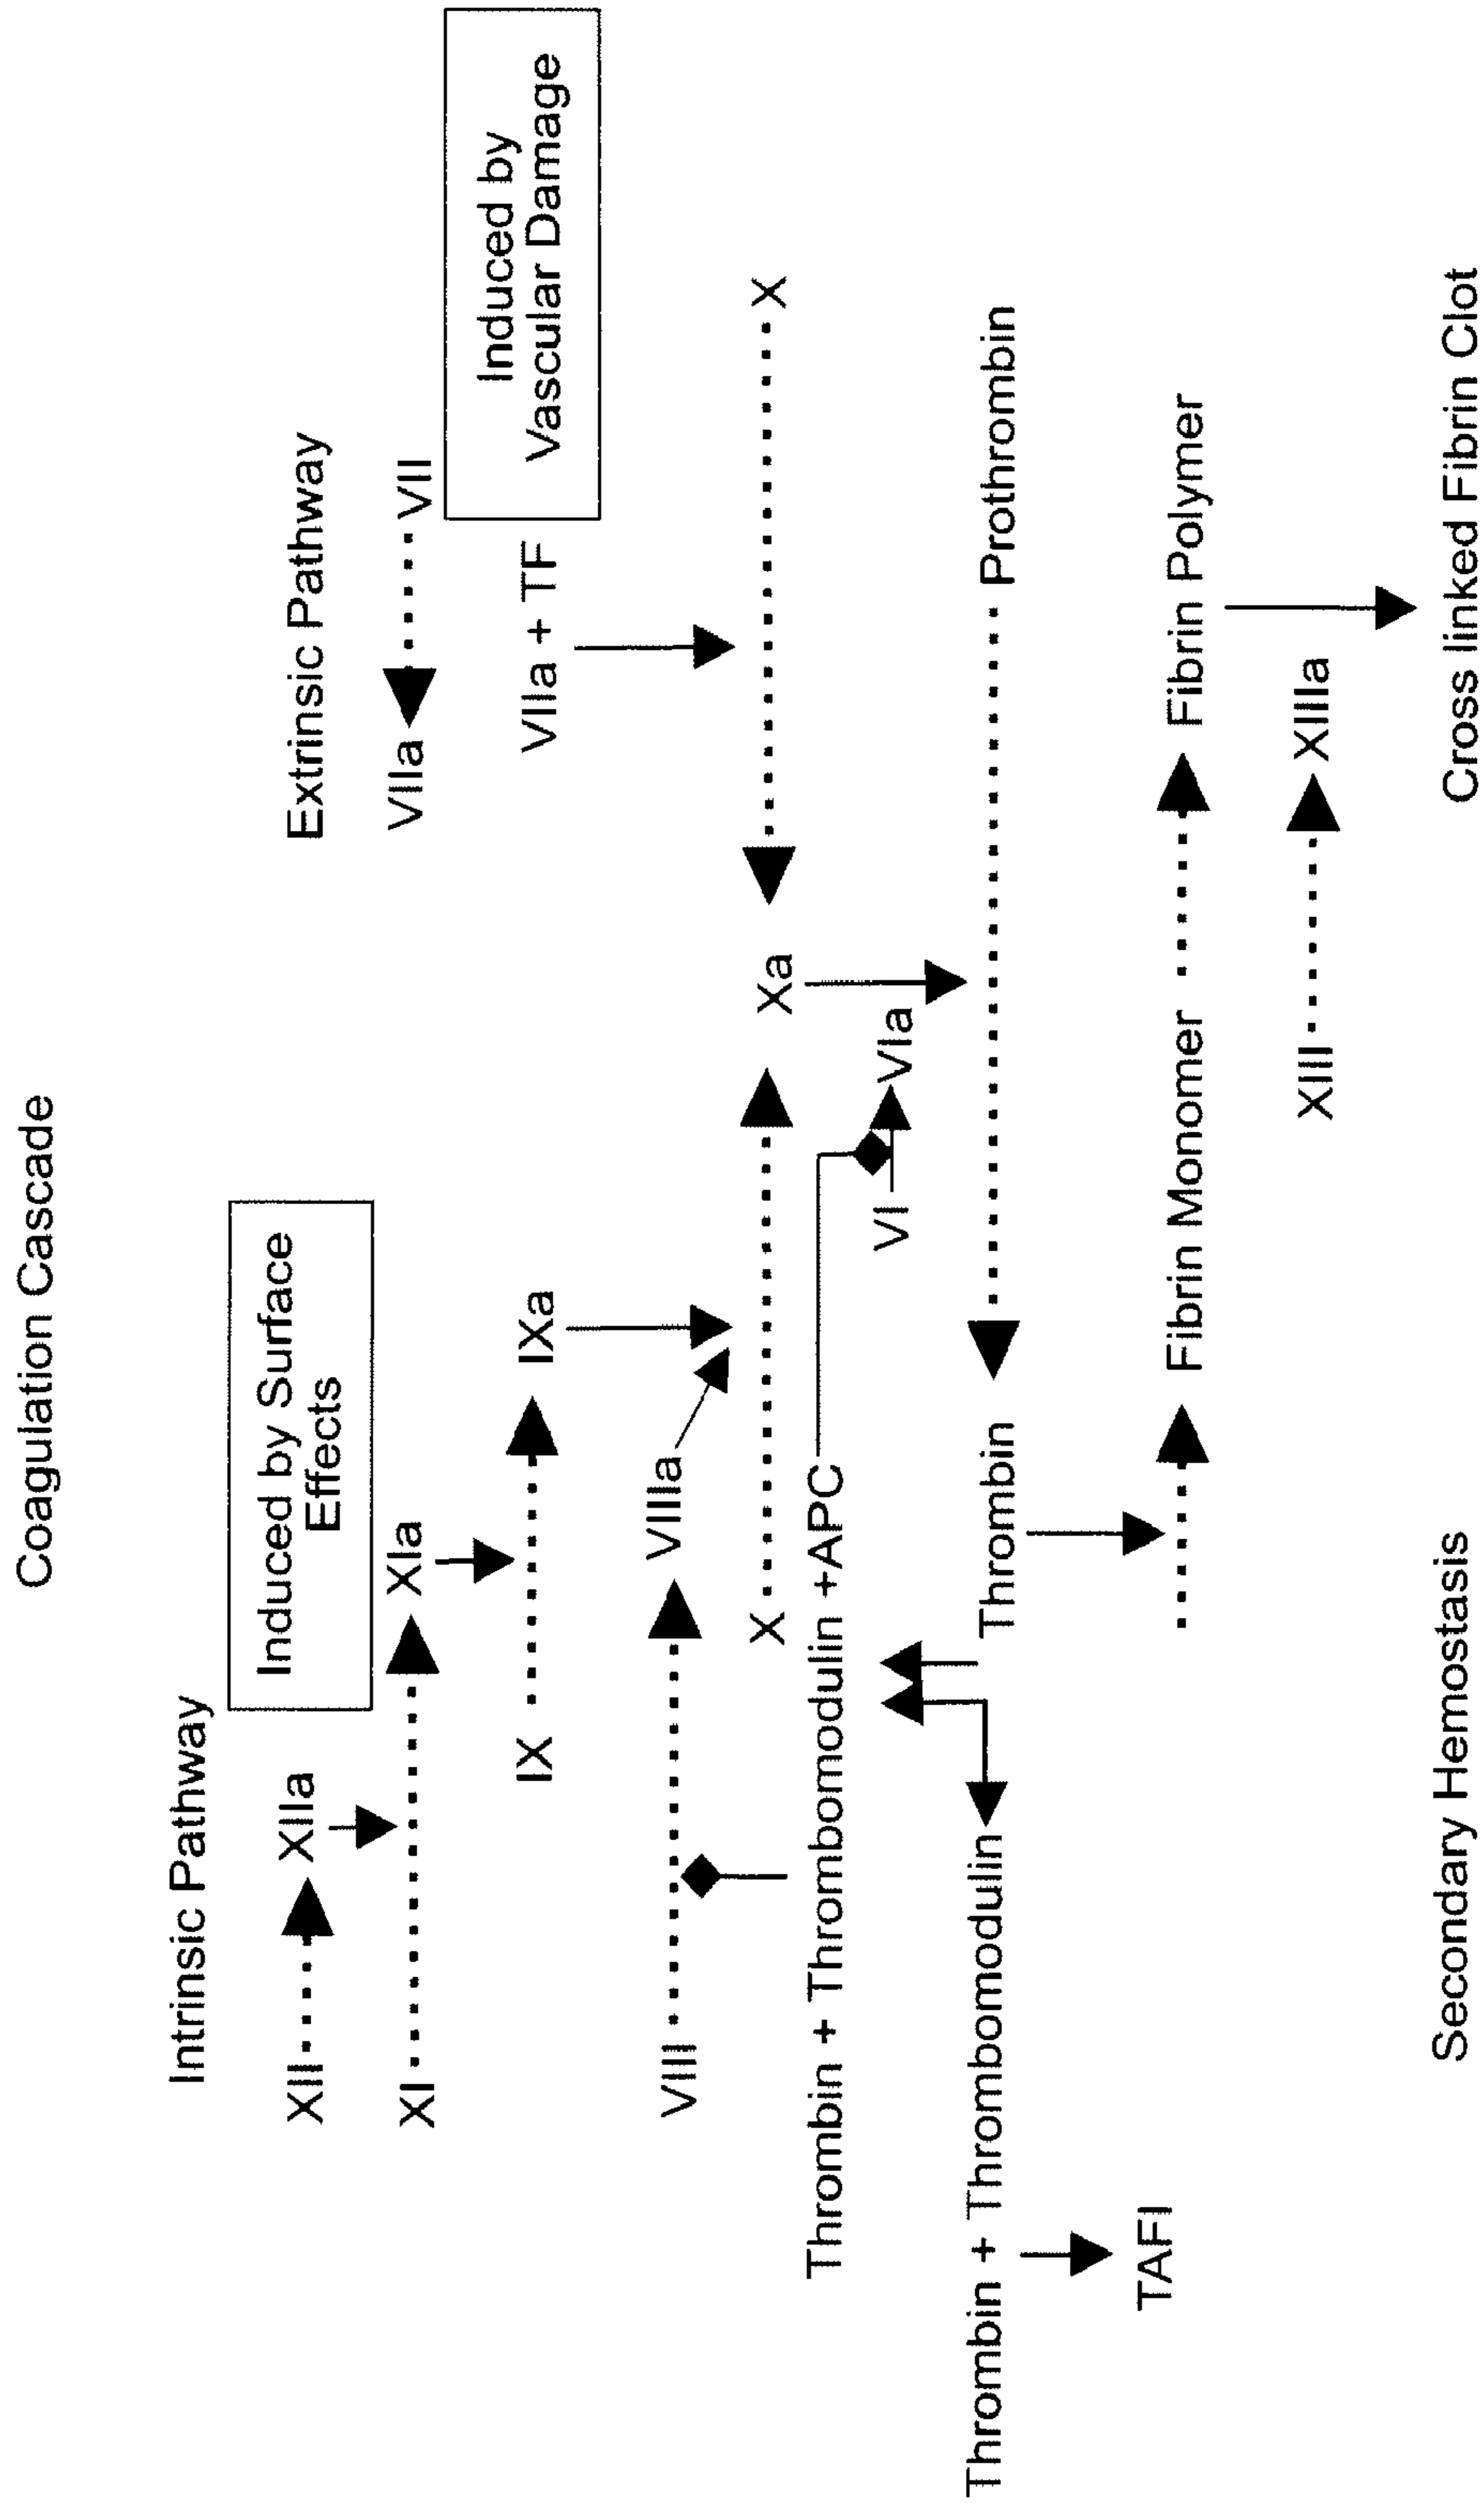 Coagulation Cascade
Intrinsic Pathway
Extrinsic Pathway
Induced by Surface
Effects
XII
XIIa
XI
XIa
VIIa
VII
Induced by
Vascular Damage
IX
IXa
VIIa + TF
VIII
VIIIa
X
Xa
X
Thrombin + Thrombomodulin +APC
VI
VIa
Thrombin + Thrombomodulin
Thrombin
Prothrombin
TAFI
Fibrin Monomer
Fibrin Polymer
XIII
XIIIa
Secondary Hemostasis
Cross linked Fibrin Clot